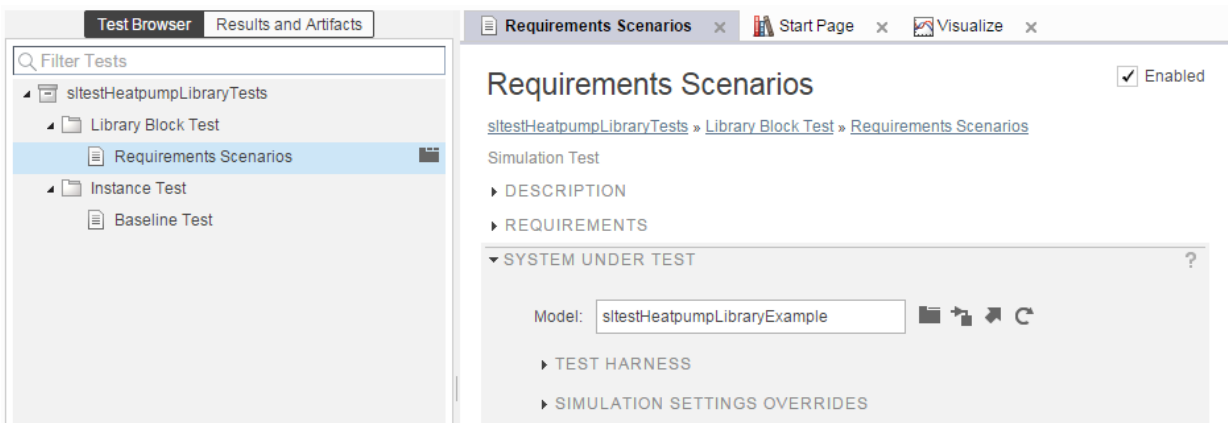 Test Browser Results and Artifacts
Filter Tests
sltestHeatpumpLibraryTests
Library Block Test
Requirements Scenarios
Instance Test
Baseline Test
Requirements Scenarios Start Page Visualize
Requirements Scenarios
Enabled
sltestHeatpumpLibraryTests » Library Block Test » Requirements Scenarios
Simulation Test
DESCRIPTION
REQUIREMENTS
SYSTEM UNDER TEST ?
Model: sltestHeatpumpLibraryExample
TEST HARNESS
SIMULATION SETTINGS OVERRIDES